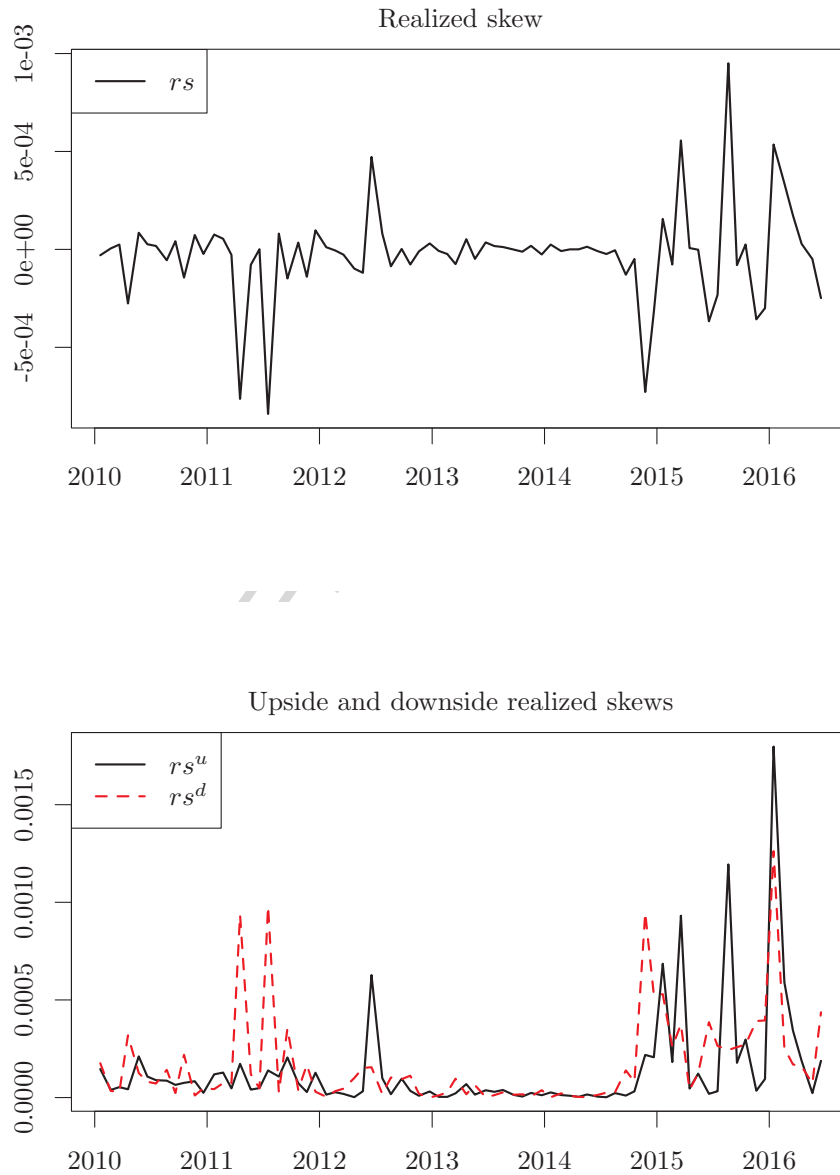 Realized skew
rs
1e-03
5e-04
0e+00
-5e-04
2010 2011 2012 2013 2014 2015 2016
Upside and downside realized skews
rs^u
rs^d
0.0015
0.0010
0.0005
0.0000
2010 2011 2012 2013 2014 2015 2016